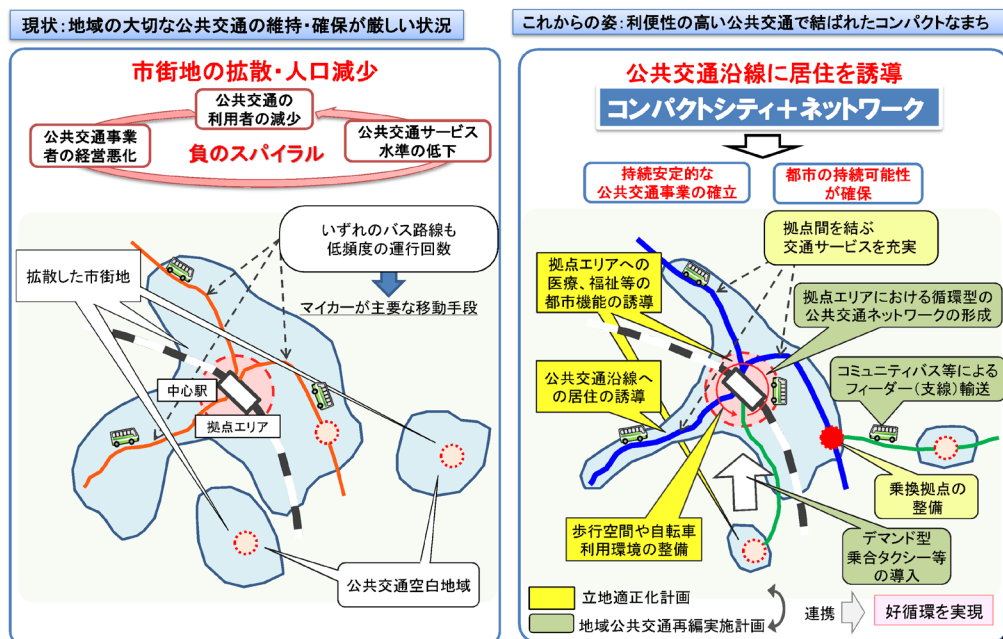 現状：地域の大切な公共交通の維持・確保が厳しい状況
市街地の拡散・人口減少
公共交通の
利用者の減少
公共交通事業
者の経営悪化
負のスパイラル
公共交通サービス
水準の低下
いずれのバス路線も
低頻度の運行回数
拡散した市街地
マイカーが主要な移動手段
中心駅
拠点エリア
公共交通空白地域
これからの姿：利便性の高い公共交通で結ばれたコンパクトなまち
公共交通沿線に居住を誘導
コンパクトシティ＋ネットワーク
持続安定的な
公共交通事業の確立
都市の持続可能性
が確保
拠点間を結ぶ
交通サービスを充実
拠点エリアへの
医療、福祉等の
都市機能の誘導
拠点エリアにおける循環型の
公共交通ネットワークの形成
公共交通沿線へ
の居住の誘導
コミュニティバス等による
フィーダー（支線）輸送
乗換拠点の
整備
歩行空間や自転車
利用環境の整備
デマンド型
乗合タクシー等
の導入
立地適正化計画
地域公共交通再編実施計画
連携
好循環を実現